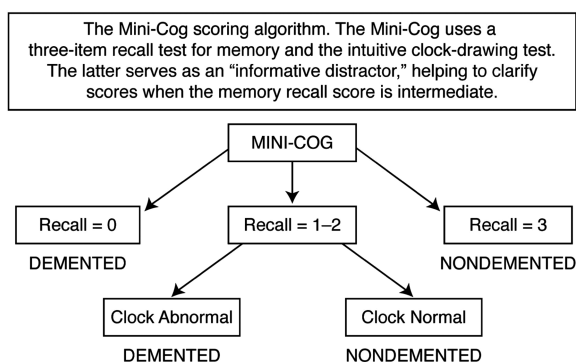 The Mini-Cog scoring algorithm. The Mini-Cog uses a
three-item recall test for memory and the intuitive clock-drawing test.
The latter serves as an “informative distractor,” helping to clarify
scores when the memory recall score is intermediate.
MINI-COG
Recall = 0
Recall = 1–2
Recall = 3
DEMENTED
NONDEMENTED
Clock Abnormal
Clock Normal
DEMENTED
NONDEMENTED